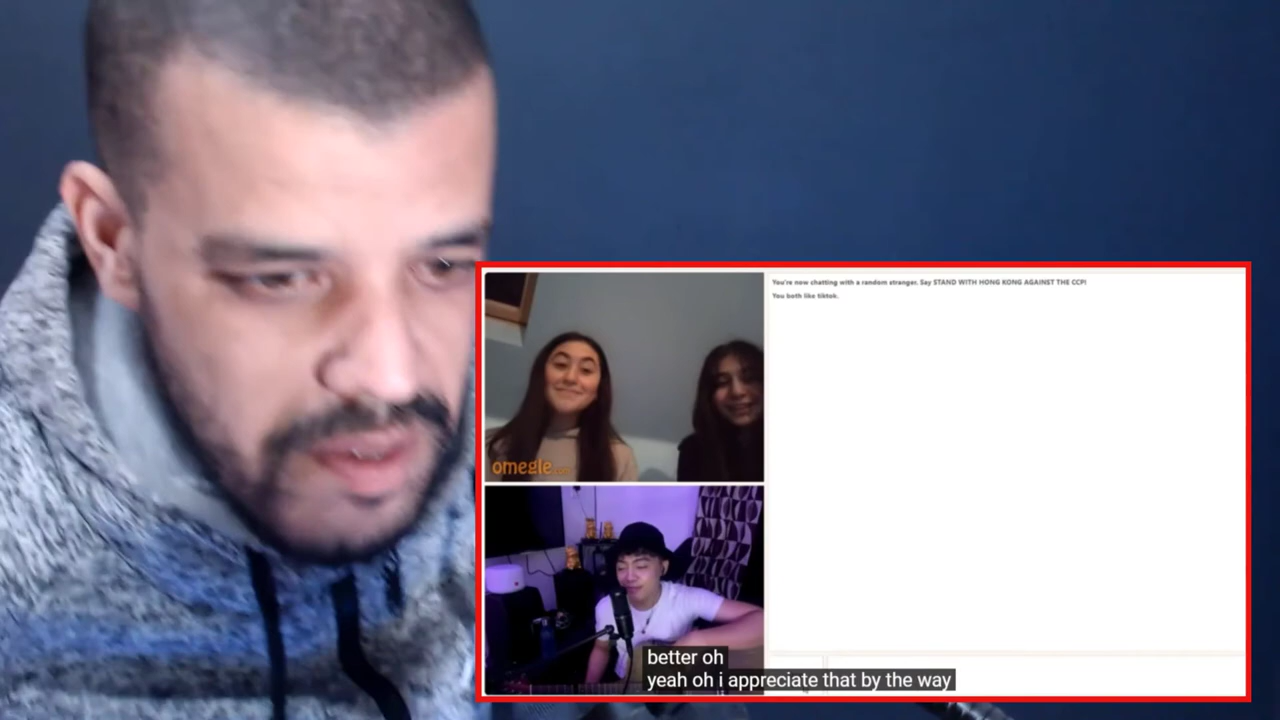 You're now chatting with a random stranger. Say STAND WITH HONG KONG AGAINST THE CCP!
You both like tiktok.
omegle.com
better oh
yeah oh i appreciate that by the way